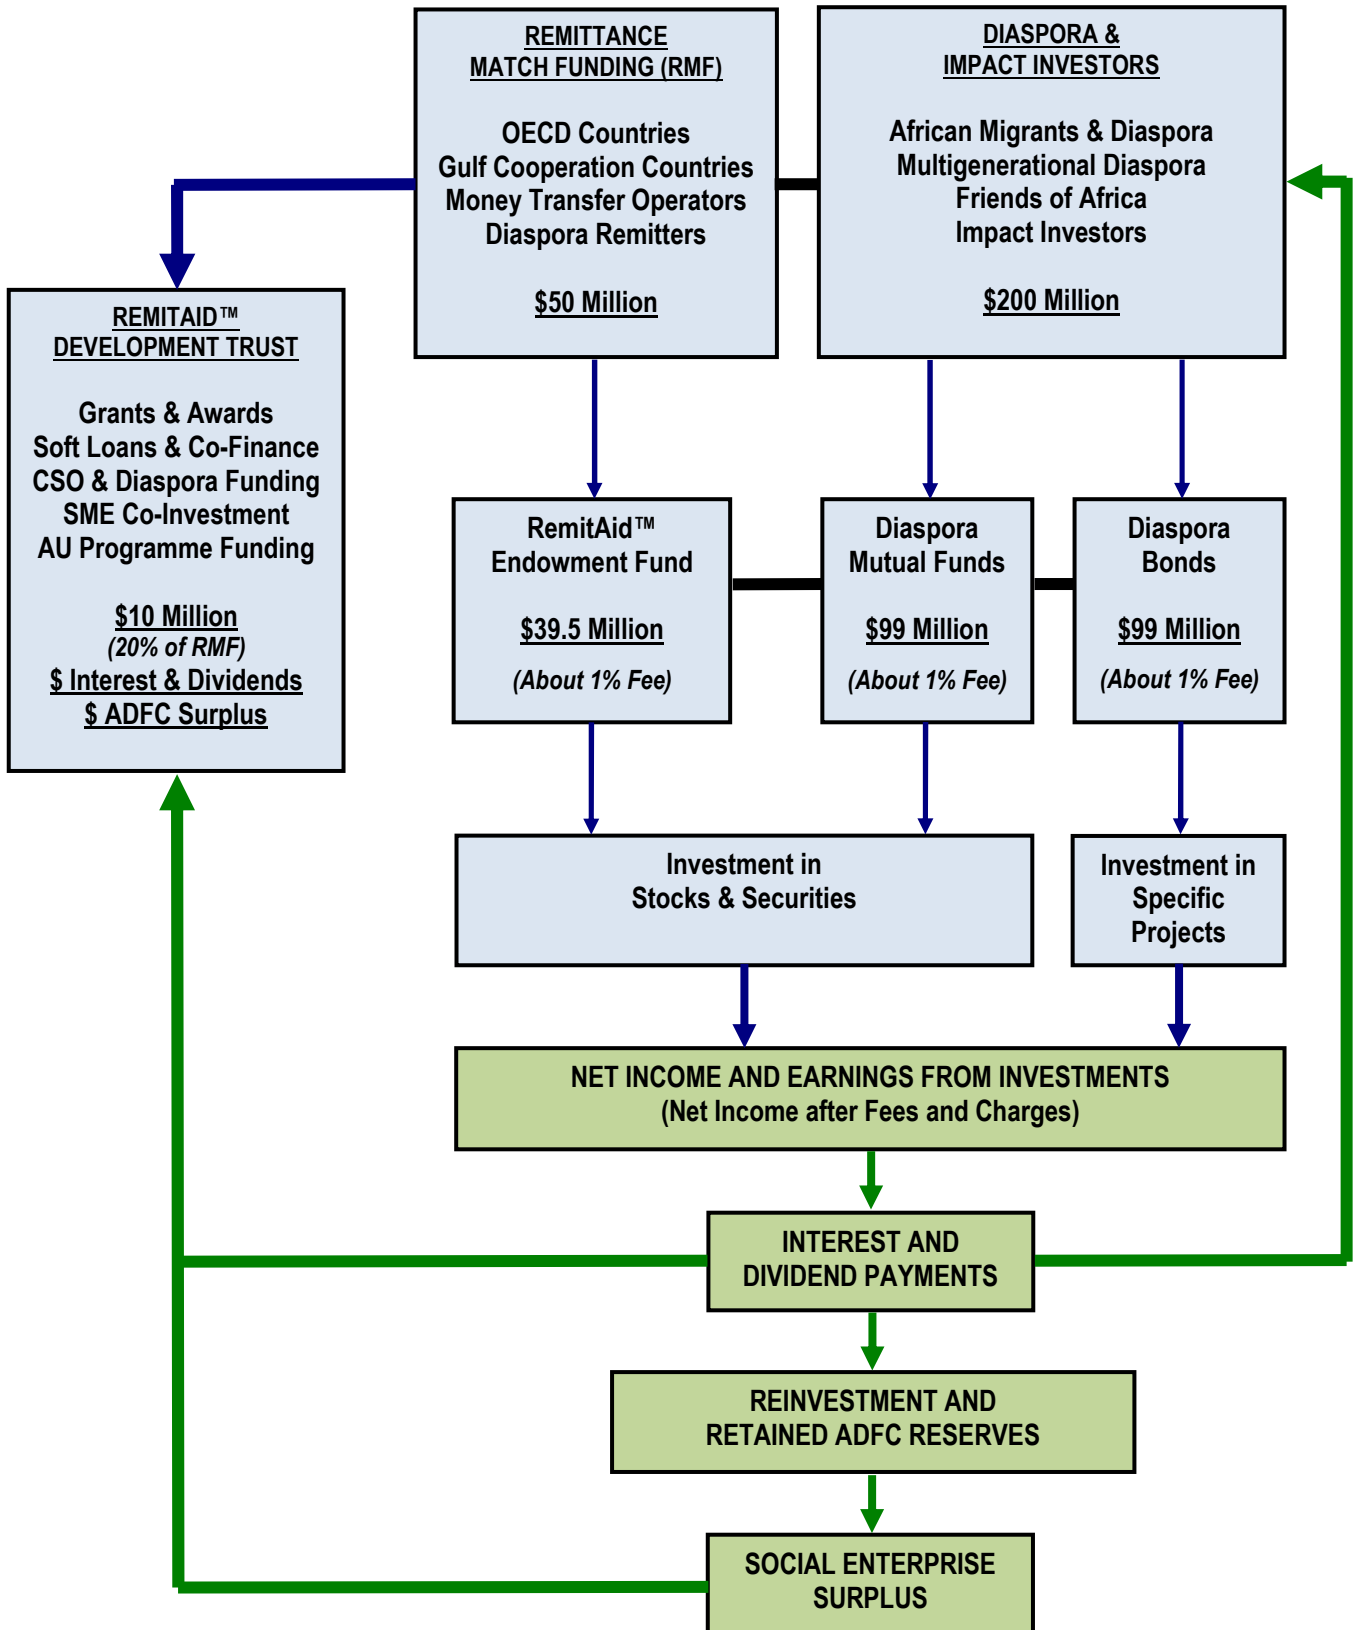 REMITTANCE
MATCH FUNDING (RMF)
OECD Countries
Gulf Cooperation Countries
Money Transfer Operators
Diaspora Remitters
$50 Million
DIASPORA &
IMPACT INVESTORS
African Migrants & Diaspora
Multigenerational Diaspora
Friends of Africa
Impact Investors
$200 Million
REMITAID™
DEVELOPMENT TRUST
Grants & Awards
Soft Loans & Co-Finance
CSO & Diaspora Funding
SME Co-Investment
AU Programme Funding
$10 Million
(20% of RMF)
$ Interest & Dividends
$ ADFC Surplus
RemitAid™
Endowment Fund
$39.5 Million
(About 1% Fee)
Diaspora
Mutual Funds
$99 Million
(About 1% Fee)
Diaspora
Bonds
$99 Million
(About 1% Fee)
Investment in
Stocks & Securities
Investment in
Specific
Projects
NET INCOME AND EARNINGS FROM INVESTMENTS
(Net Income after Fees and Charges)
INTEREST AND
DIVIDEND PAYMENTS
REINVESTMENT AND
RETAINED ADFC RESERVES
SOCIAL ENTERPRISE
SURPLUS